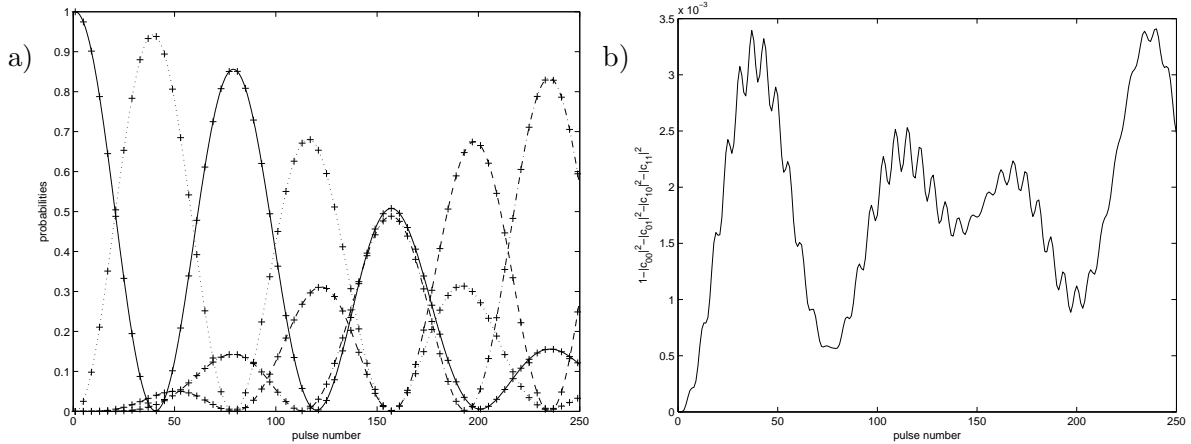 a)
1
0.9
0.8
0.7
0.6
0.5
0.4
0.3
0.2
0.1
0
probabilities
0 50 100 150 200 250
pulse number
b)
x 10⁻³
3.5
3
2.5
2
1.5
1
0.5
0
1−|c₀₀|²−|c₀₁|²−|c₁₀|²−|c₁₁|²
0 50 100 150 200 250
pulse number